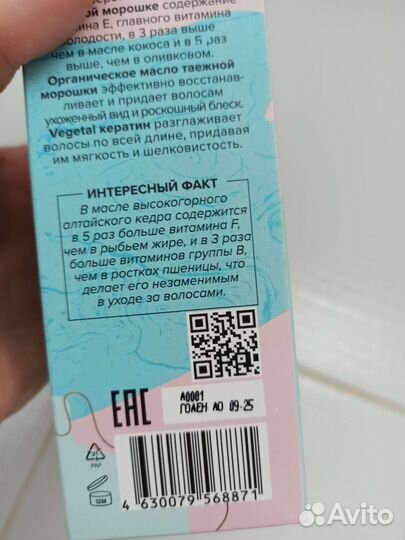 ой морошке содержание
ина Е, главного витамина
олодости, в 3 раза выше
чем в масле кокоса и в 5 раз
выше, чем в оливковом.
Органическое масло таежной
морошки эффективно восстанав-
ливает и придает волосам
ухоженный вид и роскошный блеск.
Vegetal кератин разглаживает
волосы по всей длине, придавая
им мягкость и шелковистость.
ИНТЕРЕСНЫЙ ФАКТ
В масле высокогорного
алтайского кедра содержится
в 5 раз больше витамина F,
чем в рыбьем жире, и в 3 раза
больше витаминов группы В,
чем в ростках пшеницы, что
делает его незаменимым
в уходе за волосами.
A0001
ГОДЕН ДО 09-25
EAC
PAP
12M
4 630079 568871
Avito